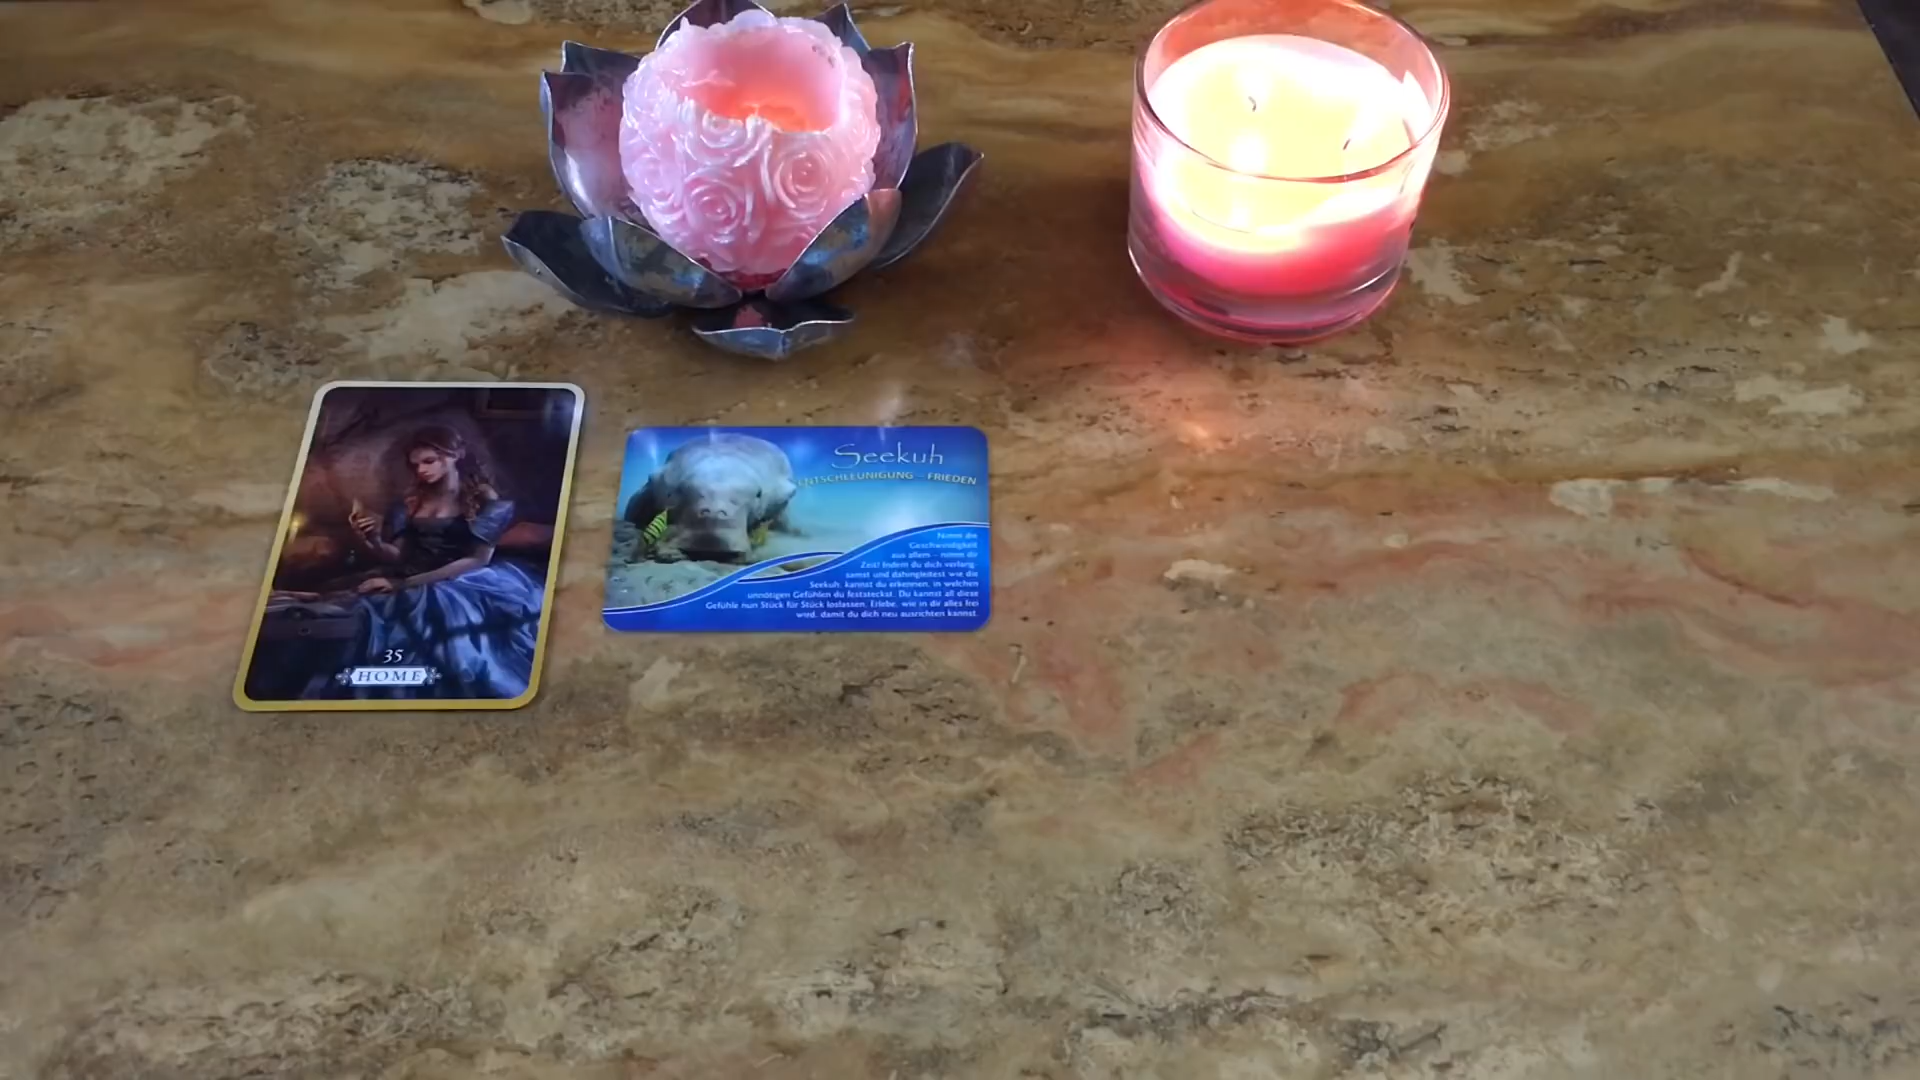 35
HOME
Seekuh
ENTSCHLEUNIGUNG – FRIEDEN
Nimm die
Geschwindigkeit
aus allem – nimm dir
Zeit! Indem du dich verlang-
samst und dahingleitest wie die
Seekuh, kannst du erkennen, in welchen
unnötigen Gefühlen du feststeckst. Du kannst all diese
Gefühle nun Stück für Stück loslassen. Erlebe, wie in dir alles frei
wird, damit du dich neu ausrichten kannst.